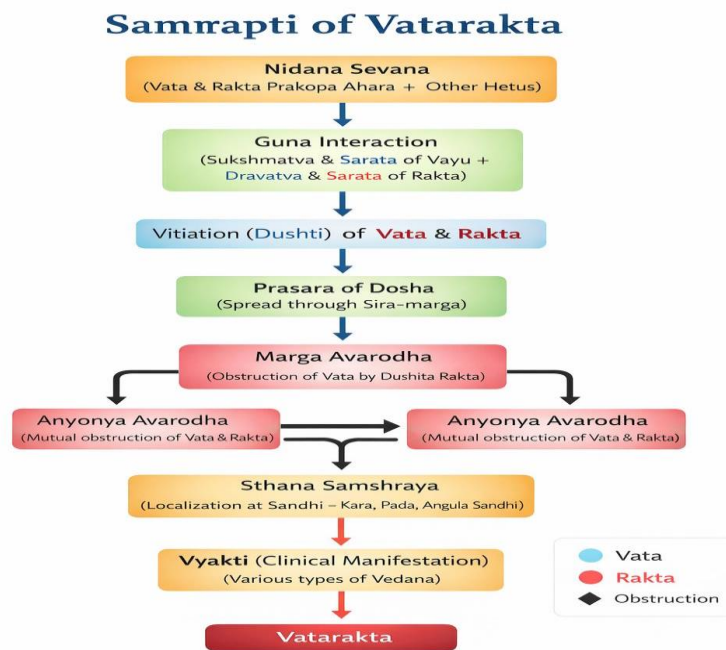 Samrapti of Vatarakta
Nidana Sevana
(Vata & Rakta Prakopa Ahara + Other Hetus)
Guna Interaction
(Sukshmatva & Sarata of Vayu +
Dravatva & Sarata of Rakta)
Vitiation (Dushti) of Vata & Rakta
Prasara of Dosha
(Spread through Sira-marga)
Marga Avarodha
(Obstruction of Vata by Dushita Rakta)
Anyonya Avarodha
(Mutual obstruction of Vata & Rakta)
Anyonya Avarodha
(Mutual obstruction of Vata & Rakta)
Sthana Samshraya
(Localization at Sandhi – Kara, Pada, Angula Sandhi)
Vyakti (Clinical Manifestation)
(Various types of Vedana)
Vatarakta
Vata
Rakta
Obstruction